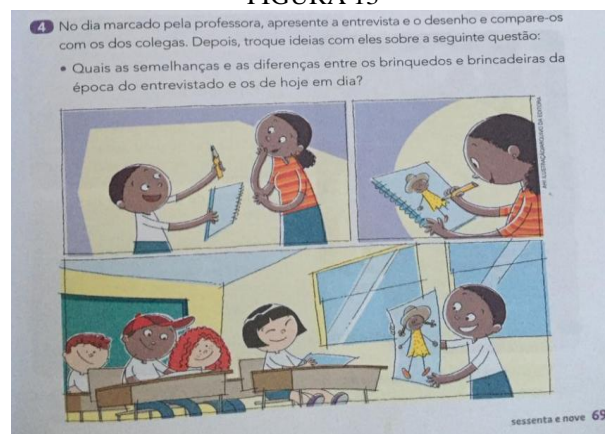 FIGURA 15
4 No dia marcado pela professora, apresente a entrevista e o desenho e compare-os
com os dos colegas. Depois, troque ideias com eles sobre a seguinte questão:
• Quais as semelhanças e as diferenças entre os brinquedos e brincadeiras da
época do entrevistado e os de hoje em dia?
sessenta e nove 69